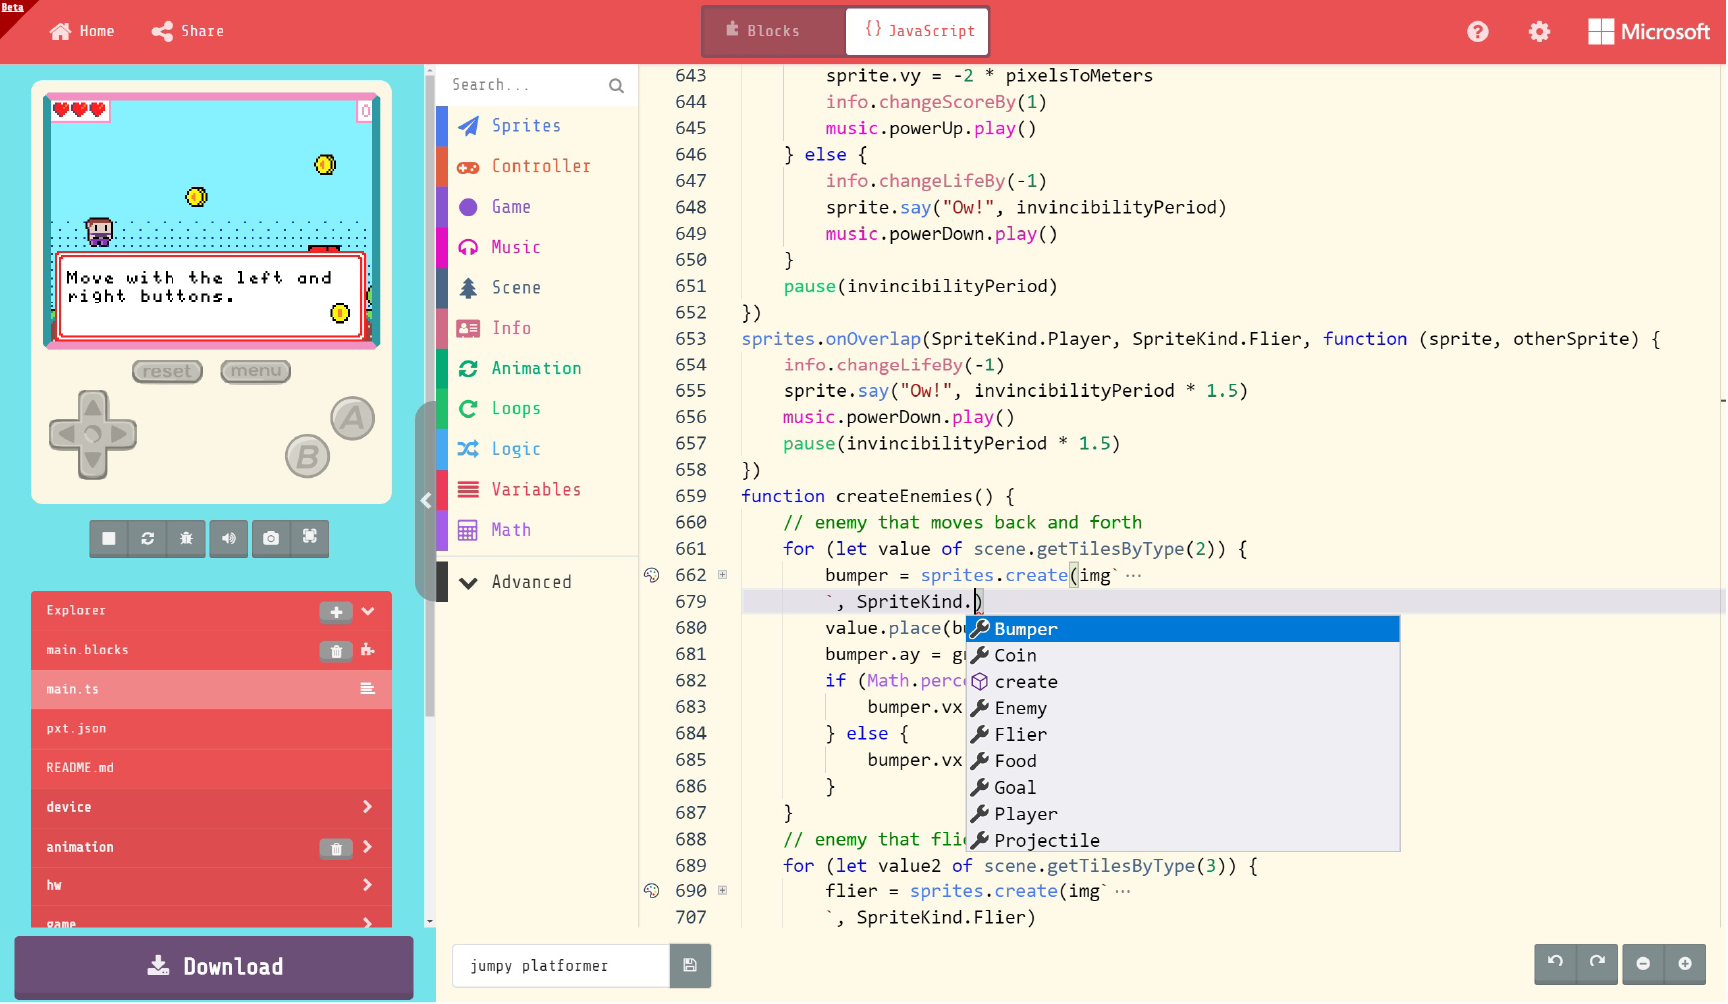 Beta
Home
Share
Blocks
{} JavaScript
Microsoft
0
Move with the left and
right buttons.
reset
menu
A
B
Explorer
main.blocks
main.ts
pxt.json
README.md
device
animation
hw
game
Download
Search...
Sprites
Controller
Game
Music
Scene
Info
Animation
Loops
Logic
Variables
Math
Advanced
643 sprite.vy = -2 * pixelsToMeters
644 info.changeScoreBy(1)
645 music.powerUp.play()
646 } else {
647 info.changeLifeBy(-1)
648 sprite.say("Ow!", invincibilityPeriod)
649 music.powerDown.play()
650 }
651 pause(invincibilityPeriod)
652 })
653 sprites.onOverlap(SpriteKind.Player, SpriteKind.Flier, function (sprite, otherSprite) {
654 info.changeLifeBy(-1)
655 sprite.say("Ow!", invincibilityPeriod * 1.5)
656 music.powerDown.play()
657 pause(invincibilityPeriod * 1.5)
658 })
659 function createEnemies() {
660 // enemy that moves back and forth
661 for (let value of scene.getTilesByType(2)) {
662 bumper = sprites.create(img` ···
679 `, SpriteKind.)
680 value.place(bu
681 bumper.ay = g
682 if (Math.perce
683 bumper.vx
684 } else {
685 bumper.vx
686 }
687 }
688 // enemy that flie
689 for (let value2 of scene.getTilesByType(3)) {
690 flier = sprites.create(img` ···
707 `, SpriteKind.Flier)
Bumper
Coin
create
Enemy
Flier
Food
Goal
Player
Projectile
jumpy platformer